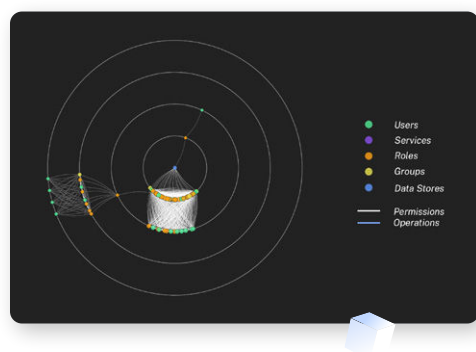 Users
Services
Roles
Groups
Data Stores
Permissions
Operations